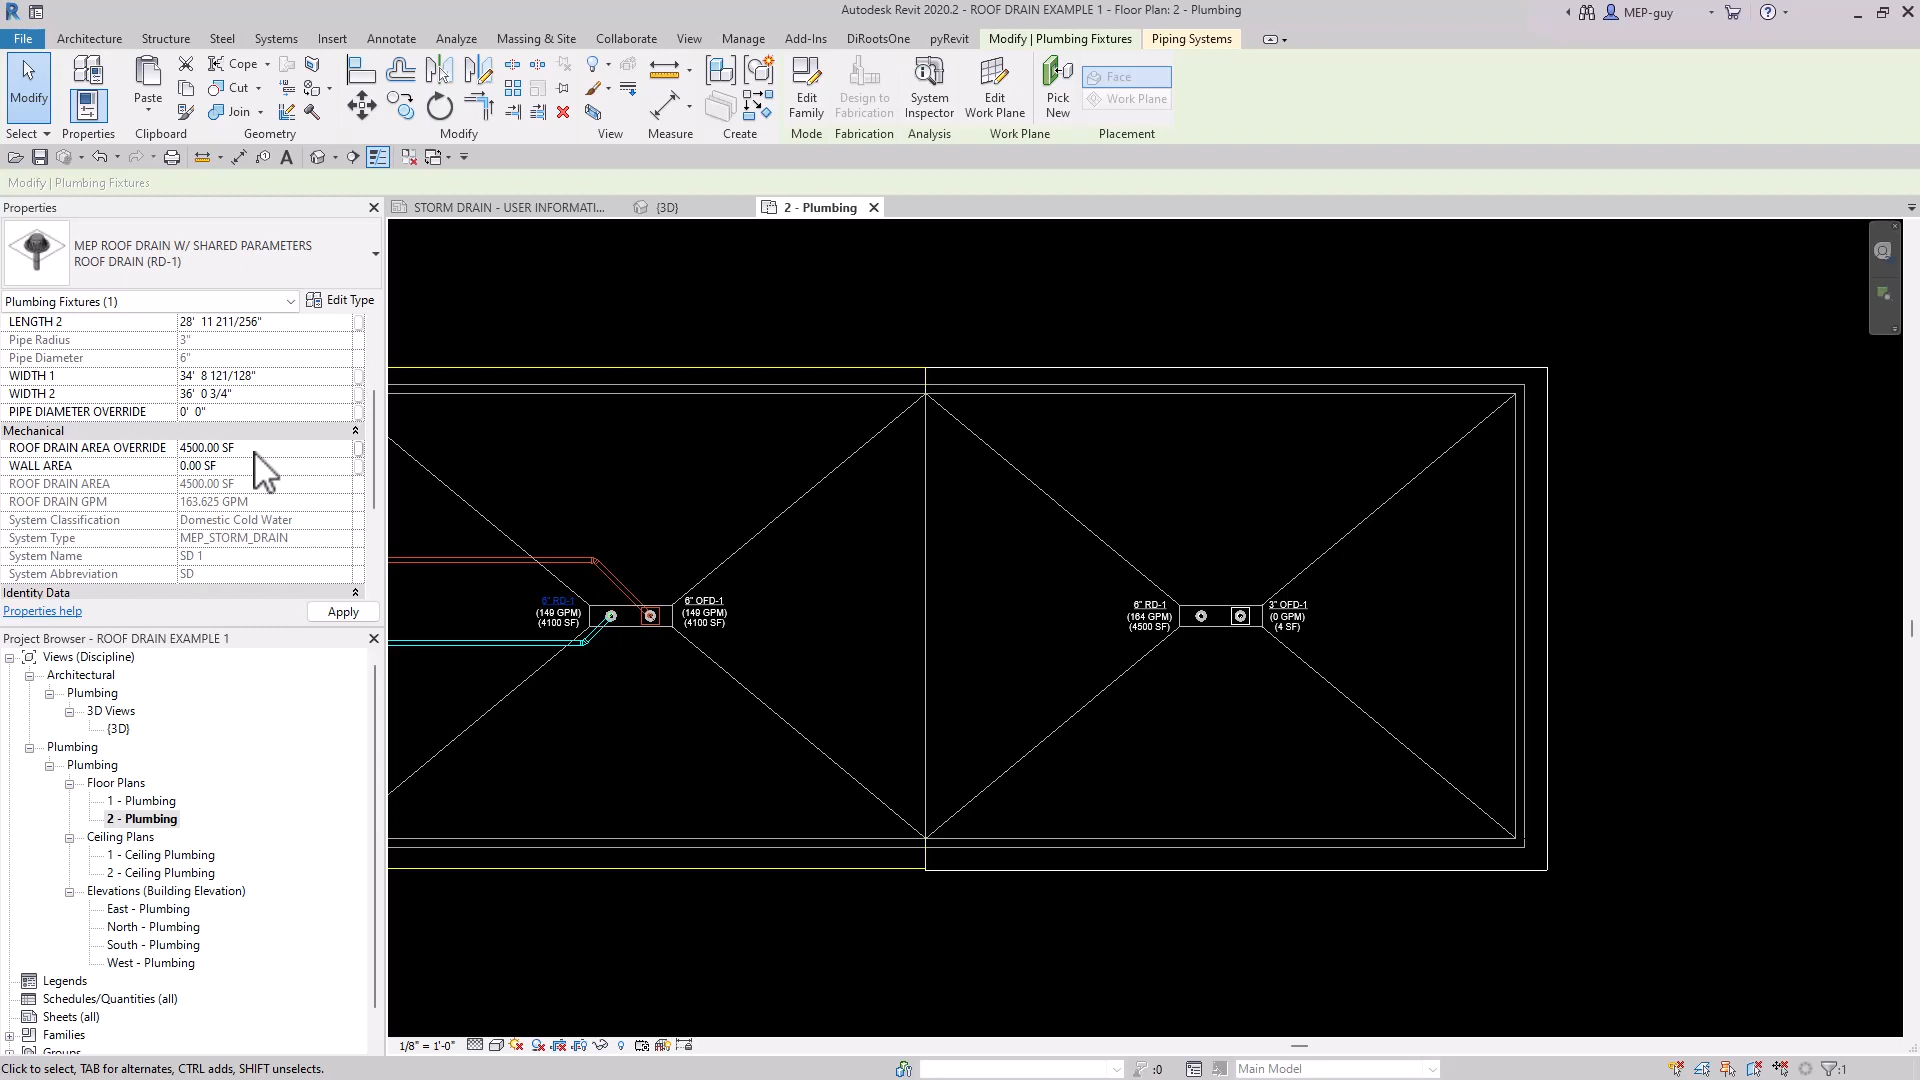 Autodesk Revit 2020.2 - ROOF DRAIN EXAMPLE 1 - Floor Plan: 2 - Plumbing
MEP-guy
File Architecture Structure Steel Systems Insert Annotate Analyze Massing & Site Collaborate View Manage Add-Ins DiRootsOne pyRevit Modify | Plumbing Fixtures Piping Systems
Modify
Paste
Cope
Cut
Join
Edit Family
Design to Fabrication
System Inspector
Edit Work Plane
Pick New
Face
Work Plane
Select Properties Clipboard Geometry Modify View Measure Create Mode Fabrication Analysis Work Plane Placement
Modify | Plumbing Fixtures
Properties
STORM DRAIN - USER INFORMATI... {3D} 2 - Plumbing
MEP ROOF DRAIN W/ SHARED PARAMETERS
ROOF DRAIN (RD-1)
Plumbing Fixtures (1) Edit Type
LENGTH 2 28' 11 211/256"
Pipe Radius 3"
Pipe Diameter 6"
WIDTH 1 34' 8 121/128"
WIDTH 2 36' 0 3/4"
PIPE DIAMETER OVERRIDE 0' 0"
Mechanical
ROOF DRAIN AREA OVERRIDE 4500.00 SF
WALL AREA 0.00 SF
ROOF DRAIN AREA 4500.00 SF
ROOF DRAIN GPM 163.625 GPM
System Classification Domestic Cold Water
System Type MEP_STORM_DRAIN
System Name SD 1
System Abbreviation SD
Identity Data
Properties help Apply
Project Browser - ROOF DRAIN EXAMPLE 1
Views (Discipline)
Architectural
Plumbing
3D Views
{3D}
Plumbing
Plumbing
Floor Plans
1 - Plumbing
2 - Plumbing
Ceiling Plans
1 - Ceiling Plumbing
2 - Ceiling Plumbing
Elevations (Building Elevation)
East - Plumbing
North - Plumbing
South - Plumbing
West - Plumbing
Legends
Schedules/Quantities (all)
Sheets (all)
Families
Groups
6" RD-1
(149 GPM)
(4100 SF)
6" OFD-1
(149 GPM)
(4100 SF)
6" RD-1
(164 GPM)
(4500 SF)
3" OFD-1
(0 GPM)
(4 SF)
1/8" = 1'-0"
Click to select, TAB for alternates, CTRL adds, SHIFT unselects.
:0
Main Model
:1